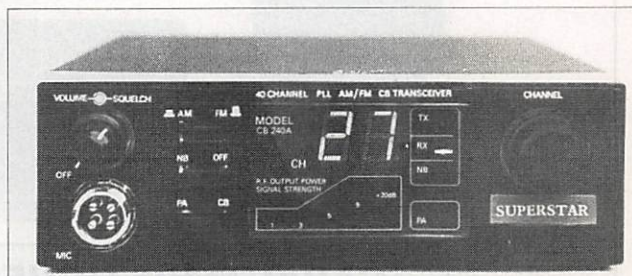 VOLUME SQUELCH
OFF
MIC
AM FM
NB OFF
PA CB
40 CHANNEL PLL AM/FM CB TRANSCEIVER
MODEL
CB 240A
CH
27
R.F. OUTPUT POWER
SIGNAL STRENGTH
1 3 5 9 +30dB
TX
RX
NB
PA
CHANNEL
SUPERSTAR